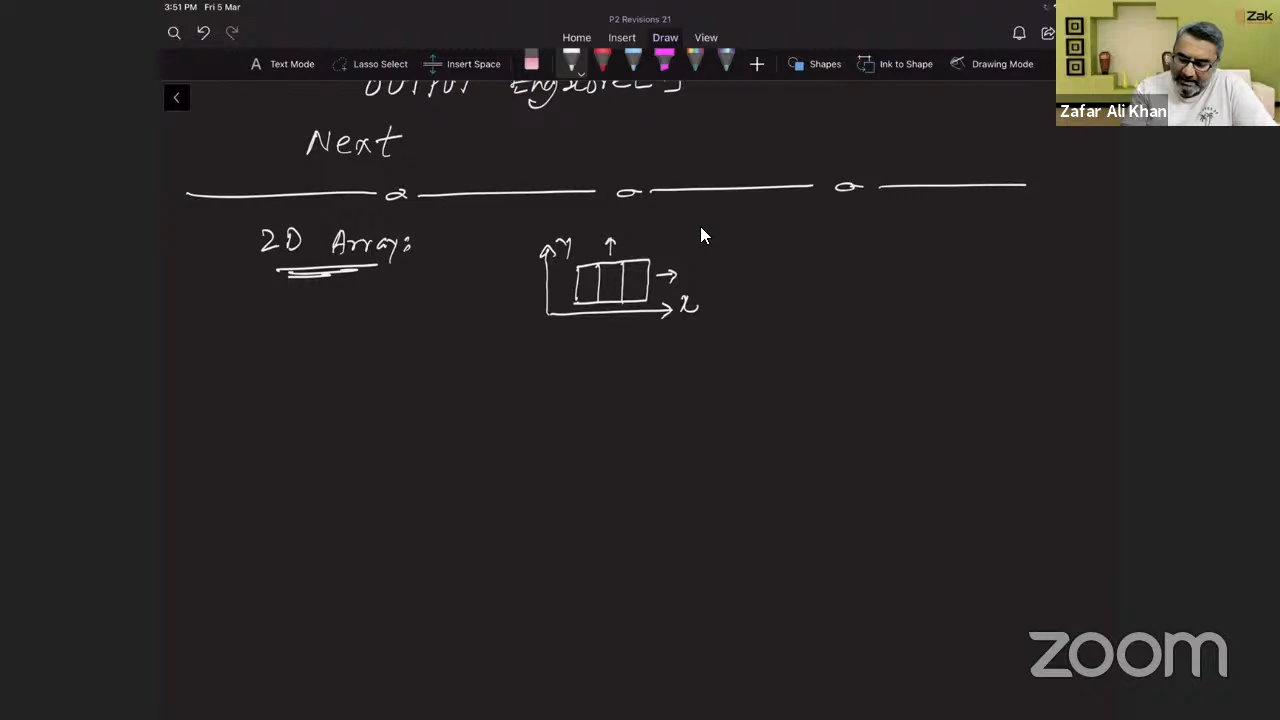 3:51 PM Fri 5 Mar
P2 Revisions 21
Home Insert Draw View
Text Mode Lasso Select Insert Space Shapes Ink to Shape Drawing Mode
Zak
Zafar Ali Khan
OUTPUT
Next
2D Array:
Y
X
zoom